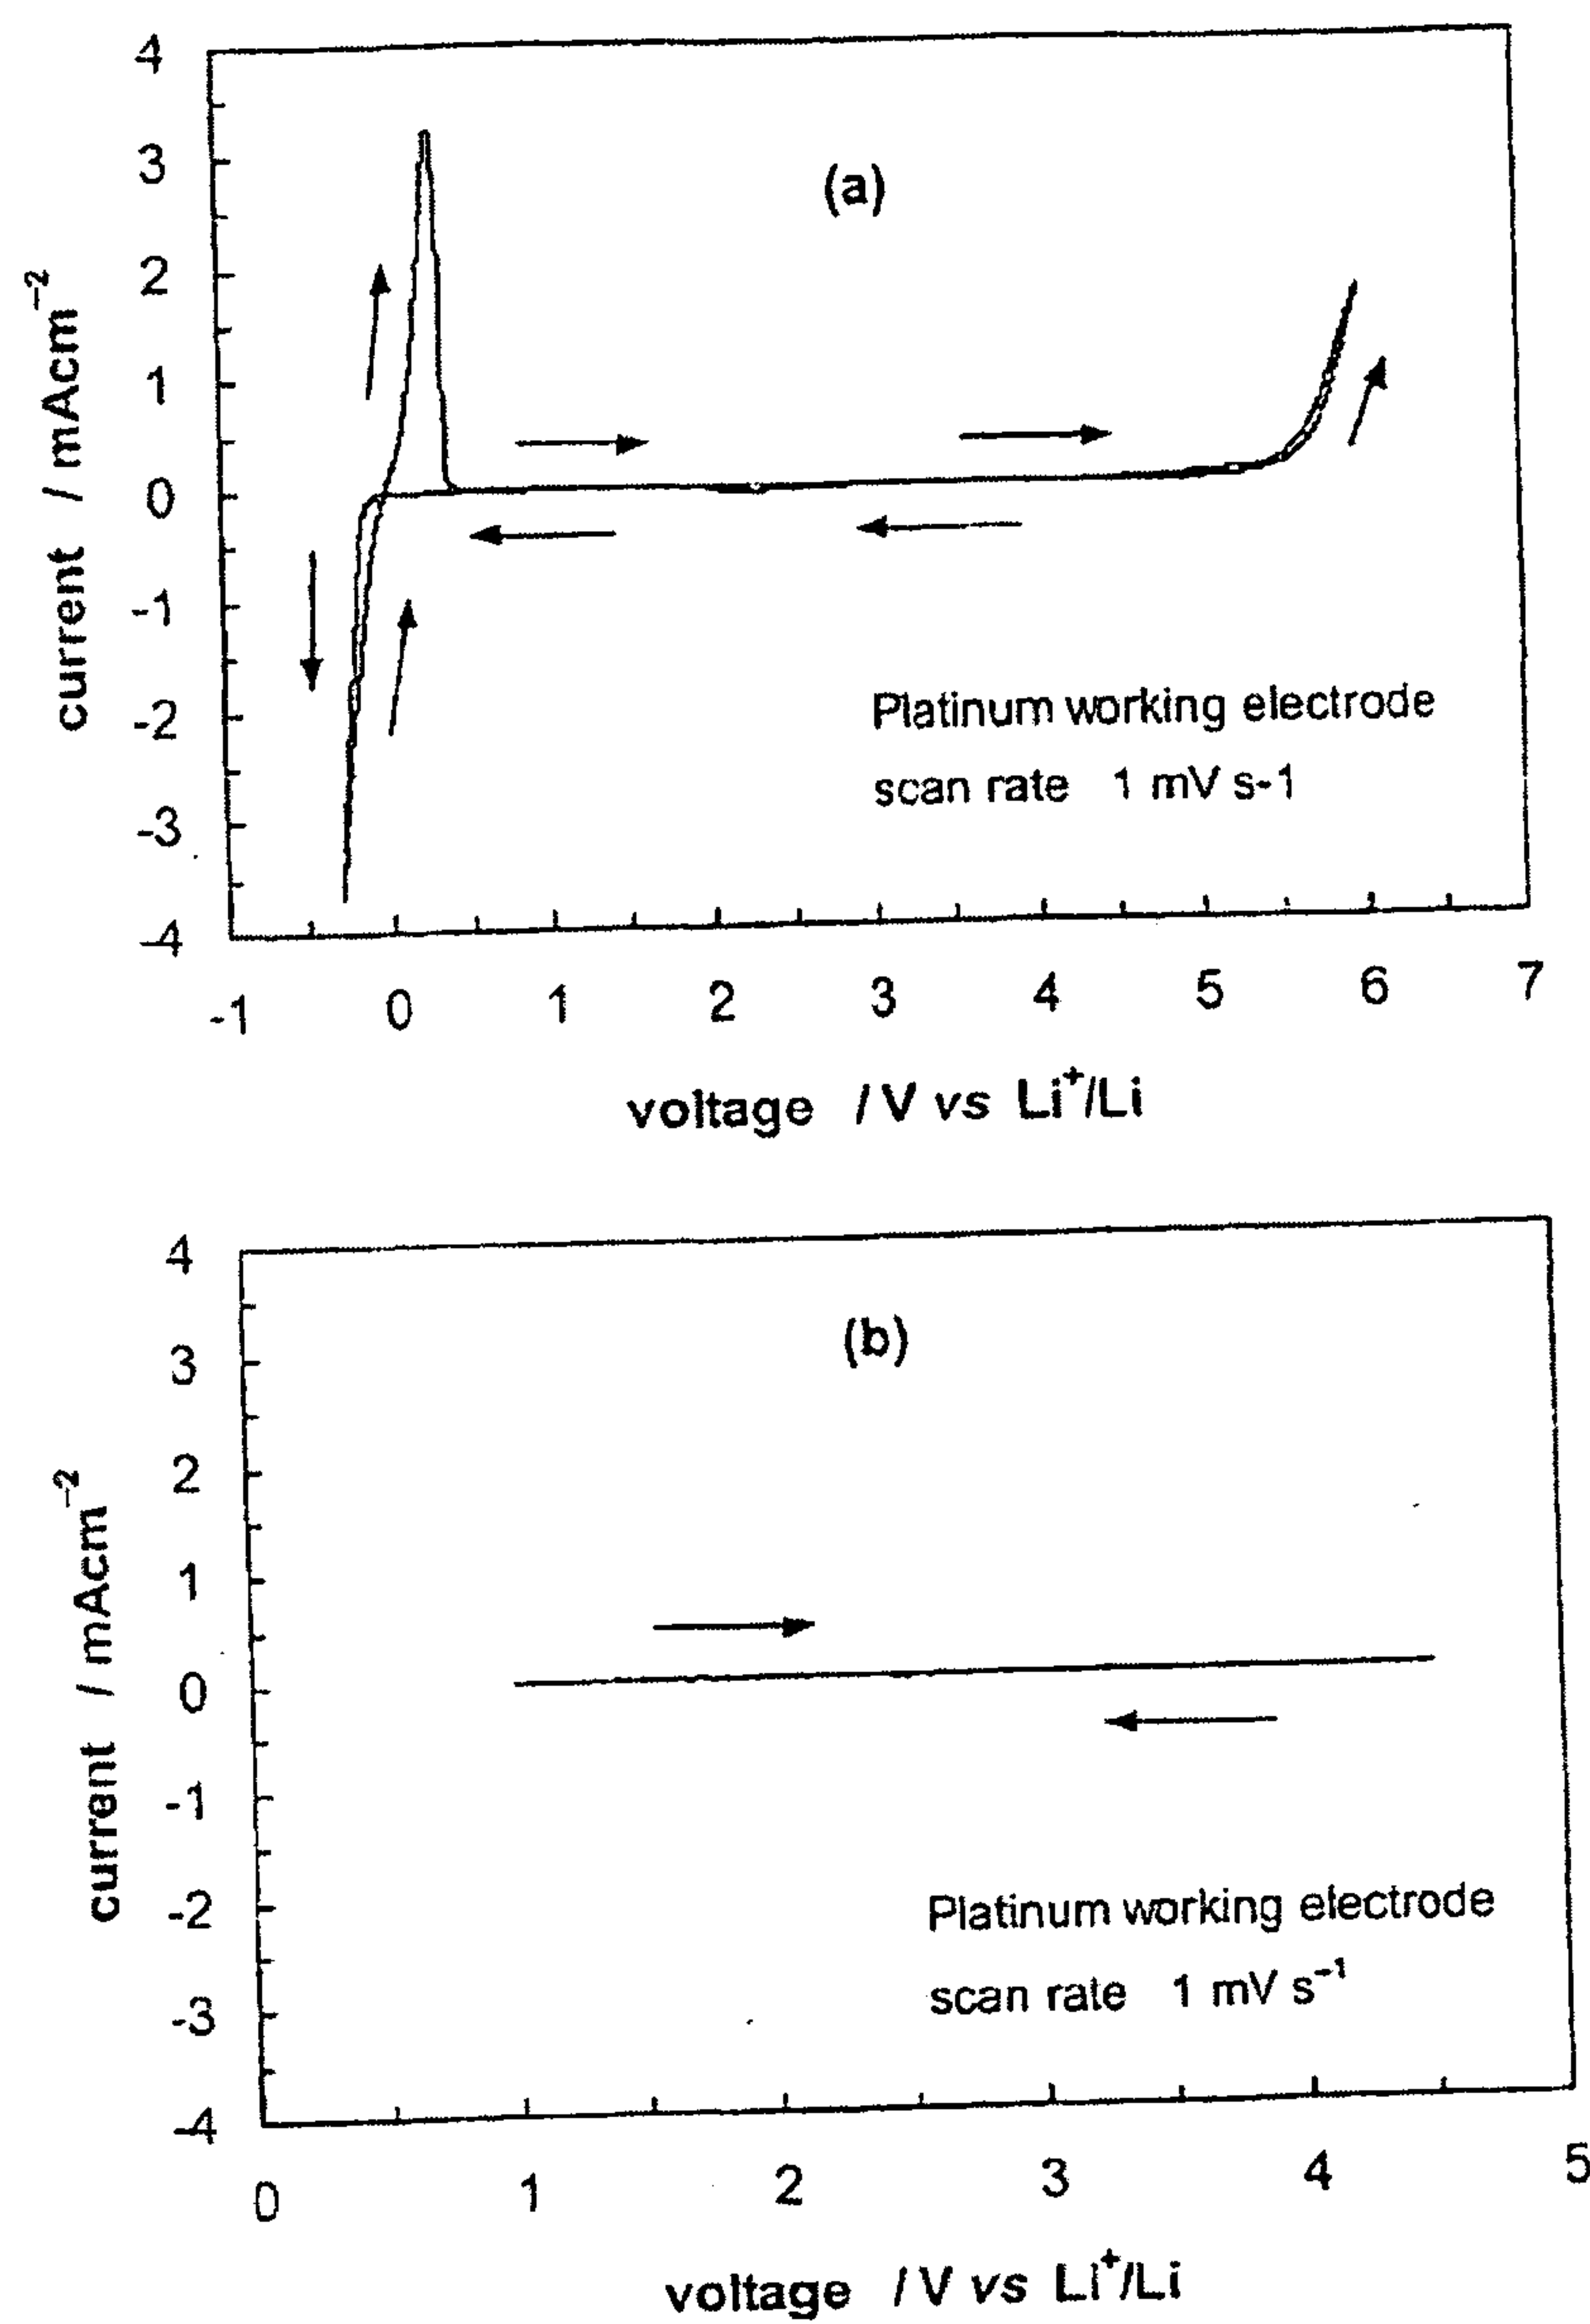 4
3
2
1
0
-1
-2
-3
-4
current / mAcm⁻²
(a)
Platinum working electrode
scan rate 1 mV s-1
-1 0 1 2 3 4 5 6 7
voltage / V vs Li⁺/Li
4
3
2
1
0
-1
-2
-3
-4
current / mAcm⁻²
(b)
Platinum working electrode
scan rate 1 mV s⁻¹
0 1 2 3 4 5
voltage / V vs Li⁺/Li